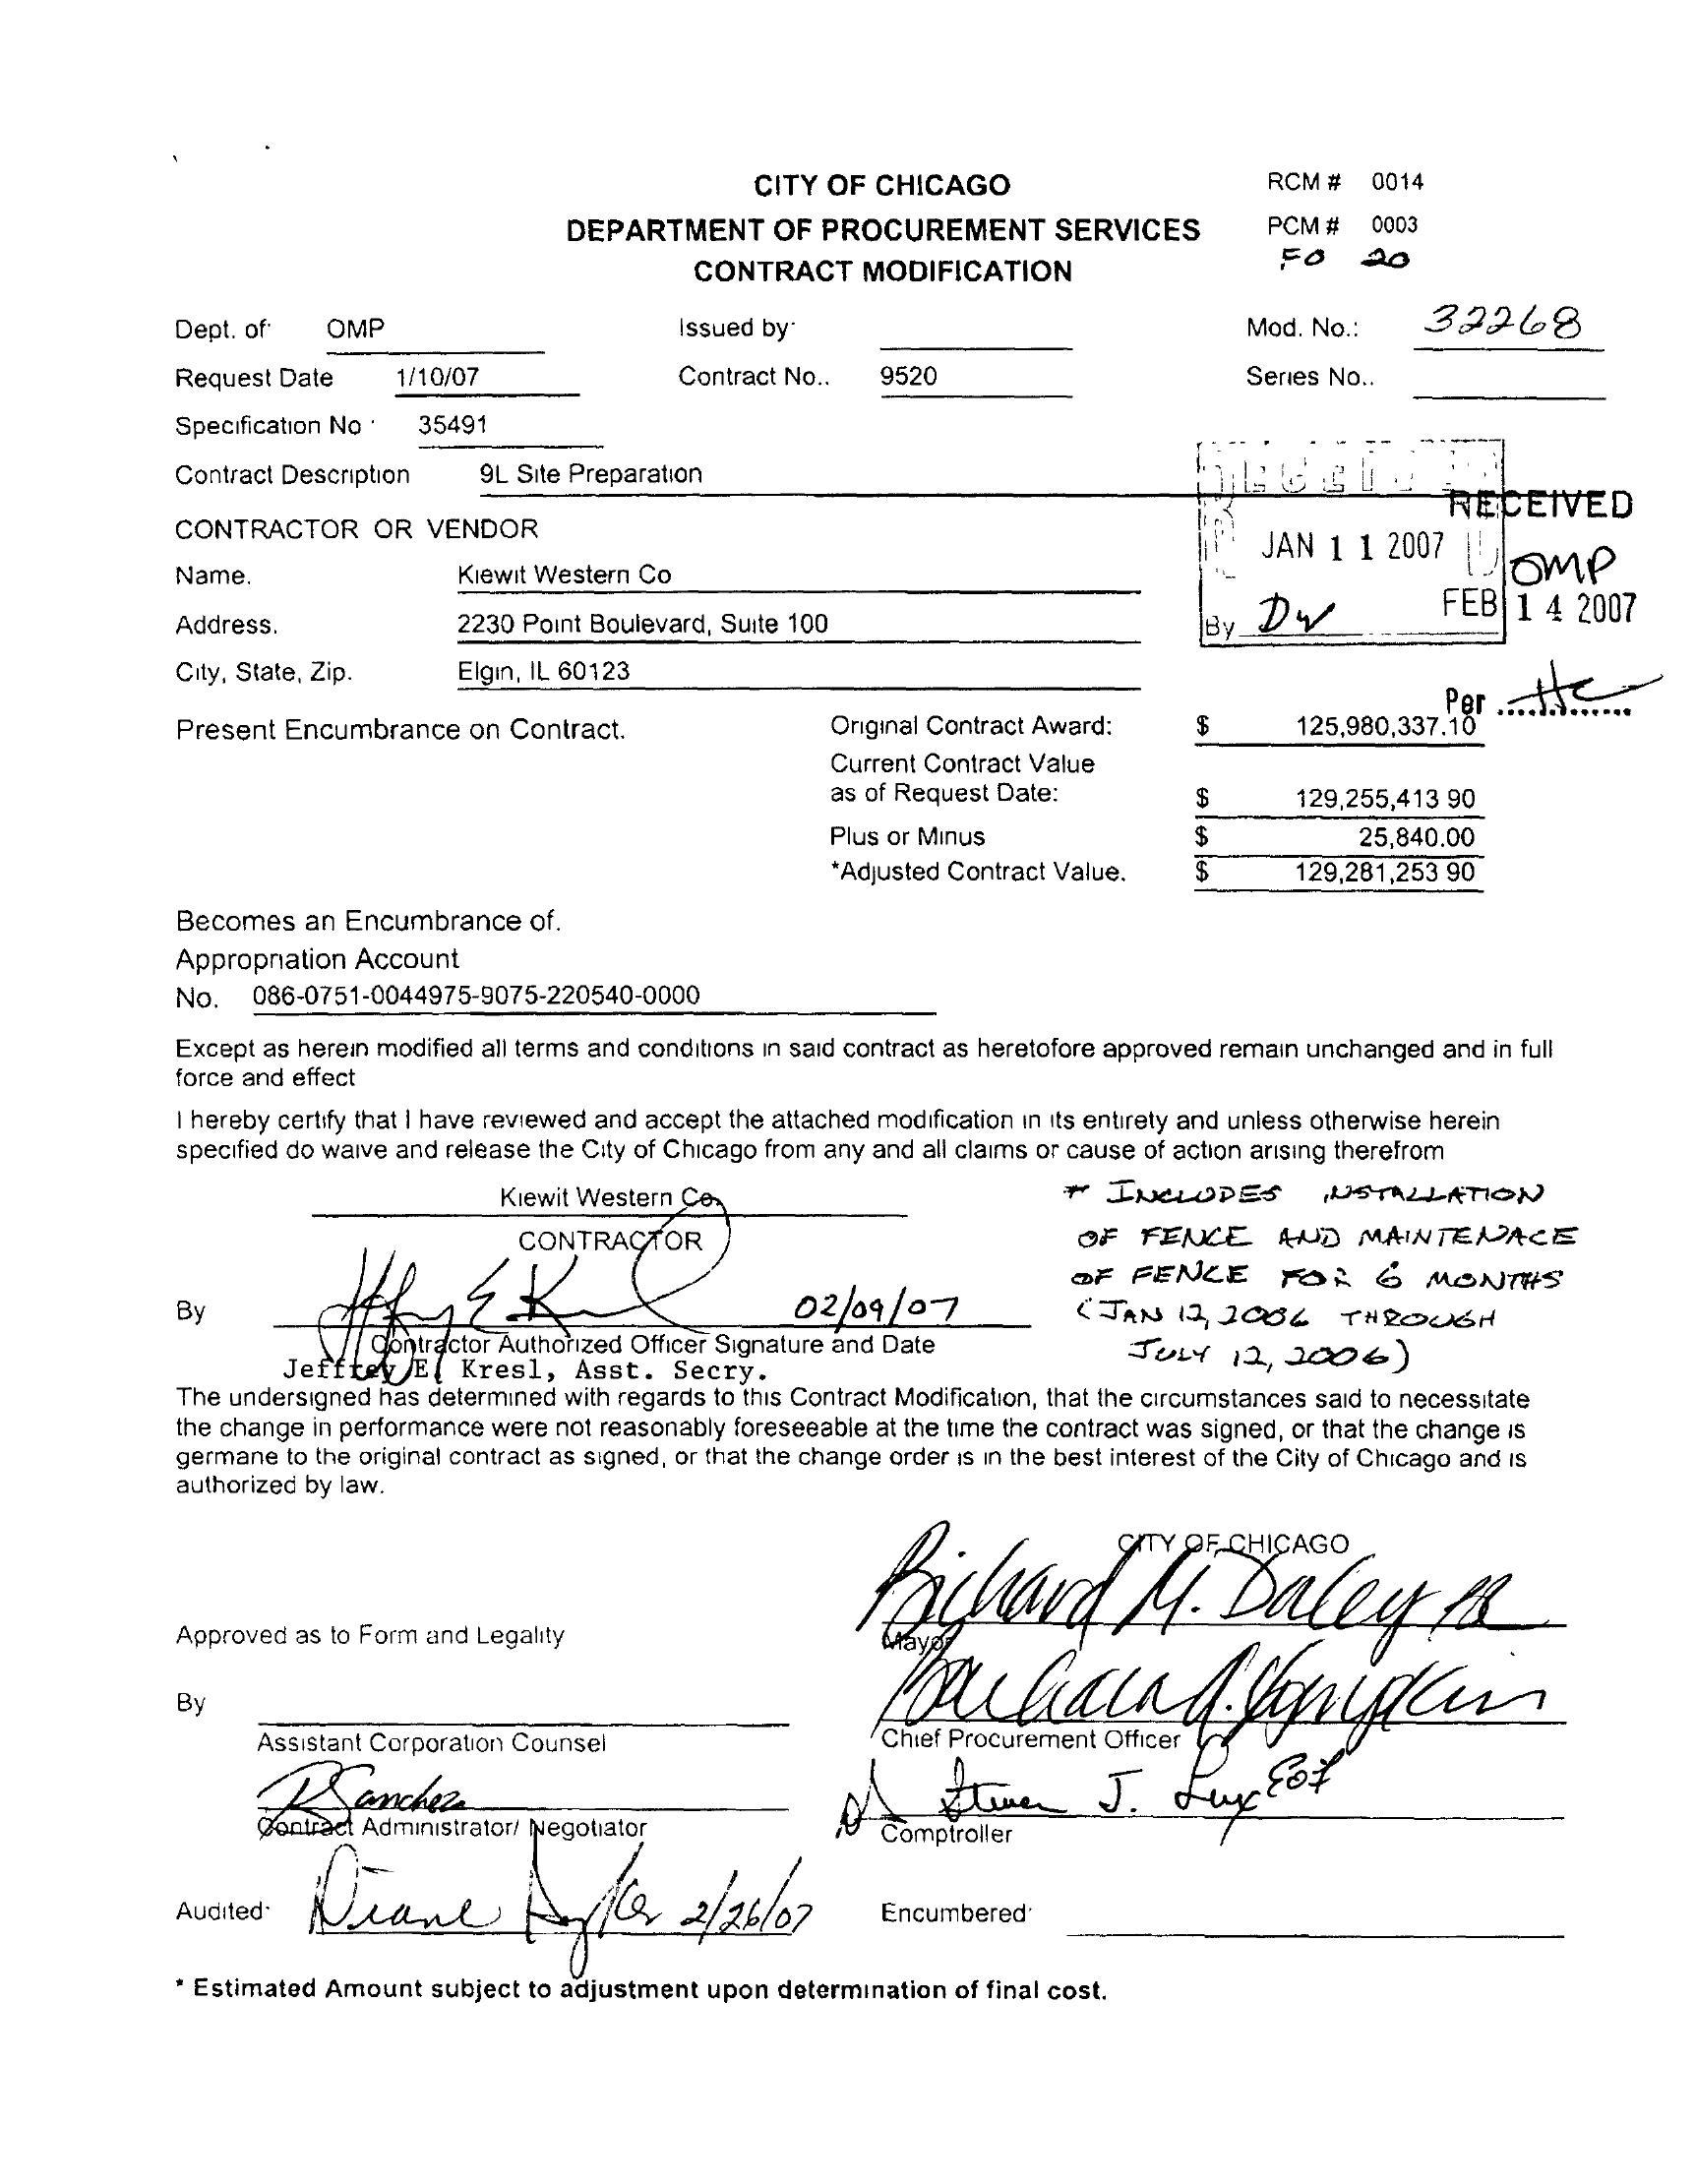 CITY OF CHICAGO
DEPARTMENT OF PROCUREMENT SERVICES
CONTRACT MODIFICATION
RCM # 0014
PCM # 0003
FO 20
Dept. of: OMP Issued by: Mod. No.: 32268
Request Date 1/10/07 Contract No.. 9520 Series No..
Specification No : 35491
Contract Description 9L Site Preparation
RECEIVED
CONTRACTOR OR VENDOR
JAN 11 2007
OMP
Name. Kiewit Western Co
FEB 14 2007
Address. 2230 Point Boulevard, Suite 100
By DW
City, State, Zip. Elgin, IL 60123
Per
Present Encumbrance on Contract. Original Contract Award: $ 125,980,337.10
Current Contract Value
as of Request Date: $ 129,255,413 90
Plus or Minus $ 25,840.00
*Adjusted Contract Value. $ 129,281,253 90
Becomes an Encumbrance of.
Appropriation Account
No. 086-0751-0044975-9075-220540-0000
Except as herein modified all terms and conditions in said contract as heretofore approved remain unchanged and in full
force and effect
I hereby certify that I have reviewed and accept the attached modification in its entirety and unless otherwise herein
specified do waive and release the City of Chicago from any and all claims or cause of action arising therefrom
Kiewit Western Co.
CONTRACTOR
* INCLUDES INSTALLATION
OF FENCE AND MAINTENACE
OF FENCE FOR 6 MONTHS
(JAN 12, 2006 THROUGH
JULY 12, 2006)
By 02/09/07
Contractor Authorized Officer Signature and Date
Jeffrey E. Kresl, Asst. Secry.
The undersigned has determined with regards to this Contract Modification, that the circumstances said to necessitate
the change in performance were not reasonably foreseeable at the time the contract was signed, or that the change is
germane to the original contract as signed, or that the change order is in the best interest of the City of Chicago and is
authorized by law.
CITY OF CHICAGO
Richard M. Daley
Approved as to Form and Legality
Mayor
By
Assistant Corporation Counsel
Chief Procurement Officer
R Sanchez
Steven J. Lux
Contract Administrator/ Negotiator
Comptroller
Audited: Diane 2/26/07
Encumbered:
* Estimated Amount subject to adjustment upon determination of final cost.